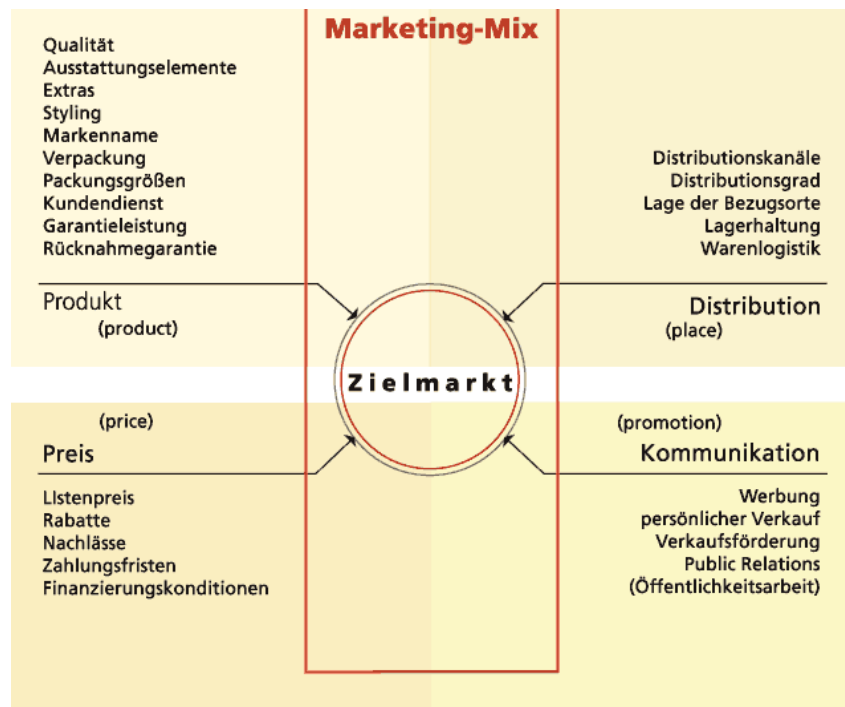 Marketing-Mix
Qualität
Ausstattungselemente
Extras
Styling
Markenname
Verpackung
Packungsgrößen
Kundendienst
Garantieleistung
Rücknahmegarantie
Produkt
(product)
Distributionskanäle
Distributionsgrad
Lage der Bezugsorte
Lagerhaltung
Warenlogistik
Distribution
(place)
Zielmarkt
(price)
Preis
LIstenpreis
Rabatte
Nachlässe
Zahlungsfristen
Finanzierungskonditionen
(promotion)
Kommunikation
Werbung
persönlicher Verkauf
Verkaufsförderung
Public Relations
(Öffentlichkeitsarbeit)